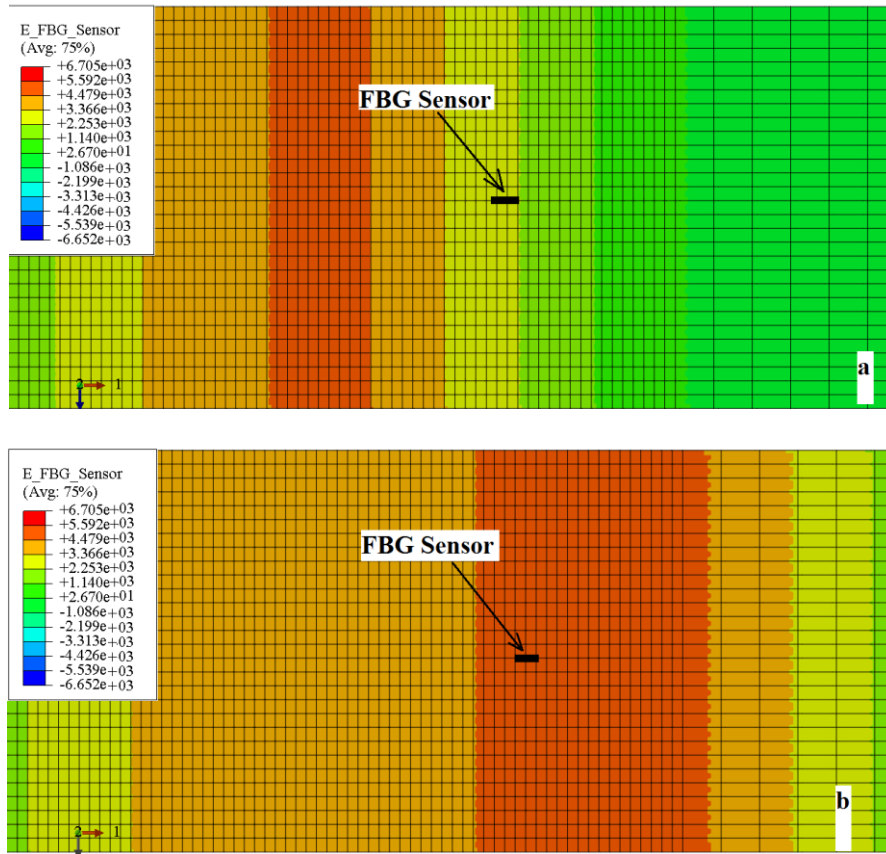 E_FBG_Sensor
(Avg: 75%)
+6.705e+03
+5.592e+03
+4.479e+03
+3.366e+03
+2.253e+03
+1.140e+03
+2.670e+01
-1.086e+03
-2.199e+03
-3.313e+03
-4.426e+03
-5.539e+03
-6.652e+03
FBG Sensor
2
1
a
E_FBG_Sensor
(Avg: 75%)
+6.705e+03
+5.592e+03
+4.479e+03
+3.366e+03
+2.253e+03
+1.140e+03
+2.670e+01
-1.086e+03
-2.199e+03
-3.313e+03
-4.426e+03
-5.539e+03
-6.652e+03
FBG Sensor
2
1
b